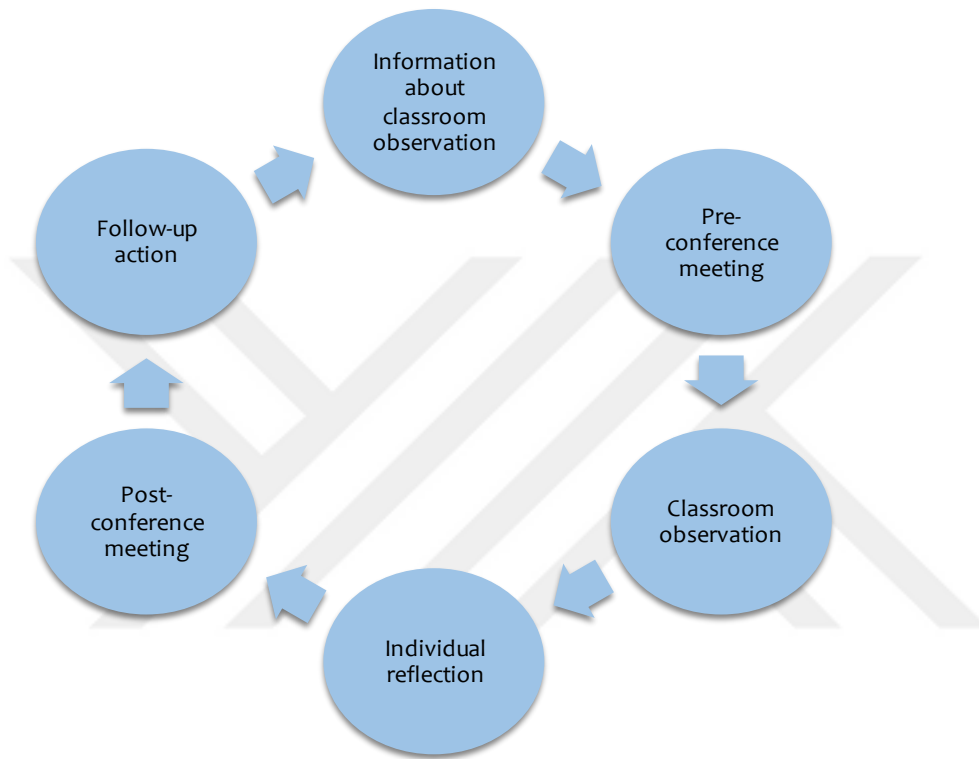 Information
about
classroom
observation
Pre-
conference
meeting
Classroom
observation
Individual
reflection
Post-
conference
meeting
Follow-up
action